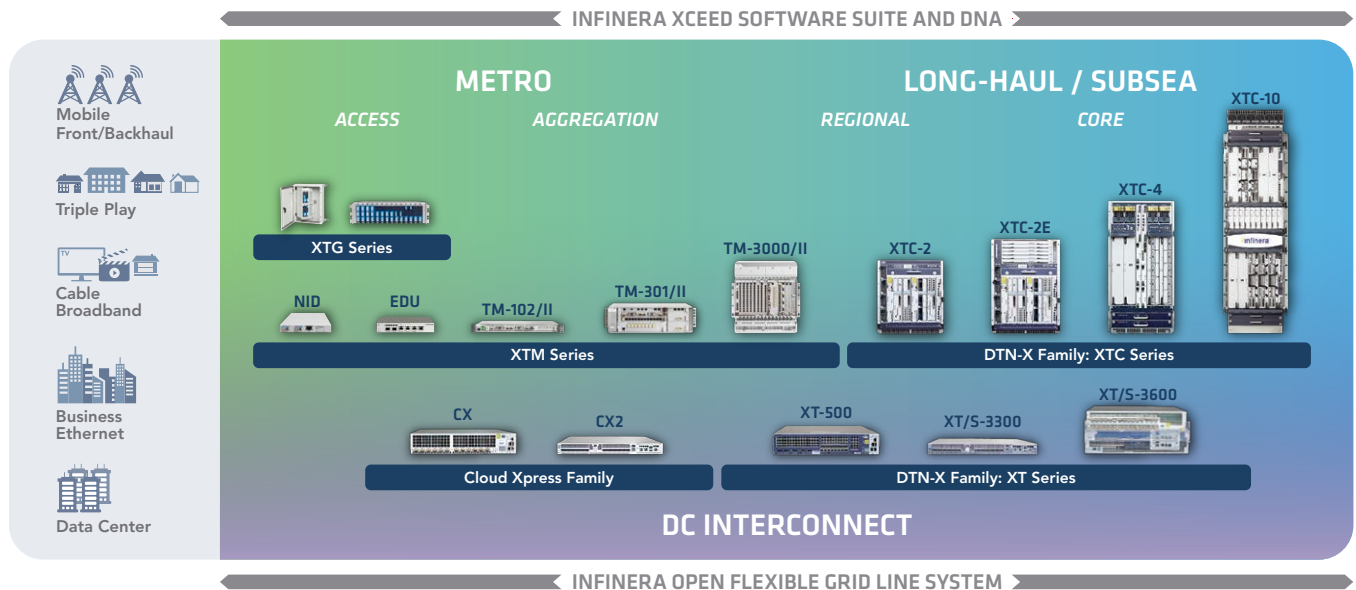 INFINERA XCEED SOFTWARE SUITE AND DNA
Mobile
Front/Backhaul
Triple Play
TV
Cable
Broadband
Business
Ethernet
Data Center
METRO
LONG-HAUL / SUBSEA
ACCESS
AGGREGATION
REGIONAL
CORE
XTC-10
XTC-4
XTC-2E
XTC-2
TM-3000/II
infinera
XTG Series
NID
EDU
TM-102/II
TM-301/II
XTM Series
DTN-X Family: XTC Series
CX
CX2
XT-500
XT/S-3300
XT/S-3600
Cloud Xpress Family
DTN-X Family: XT Series
DC INTERCONNECT
INFINERA OPEN FLEXIBLE GRID LINE SYSTEM